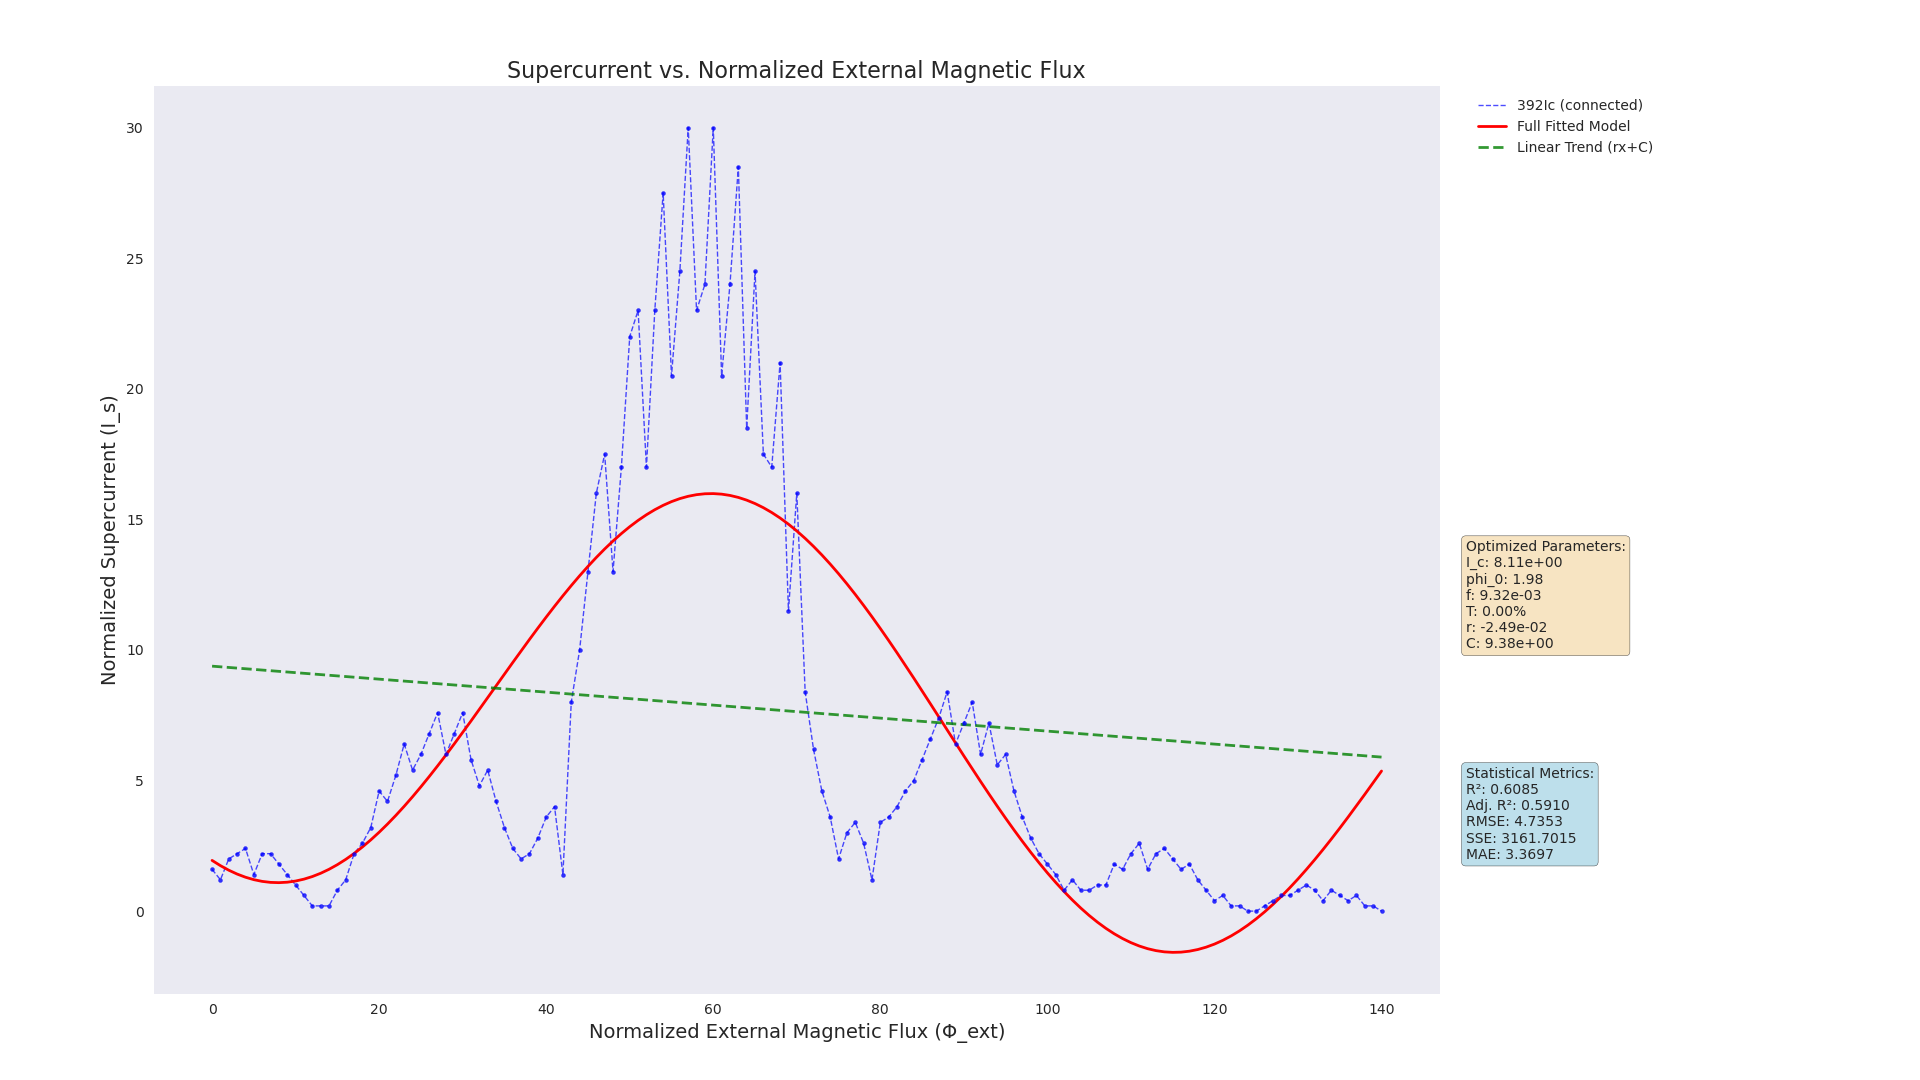 Supercurrent vs. Normalized External Magnetic Flux
392Ic (connected)
Full Fitted Model
Linear Trend (rx+C)
Normalized Supercurrent (I_s)
30
25
20
15
10
5
0
0 20 40 60 80 100 120 140
Normalized External Magnetic Flux (Φ_ext)
Optimized Parameters:
I_c: 8.11e+00
phi_0: 1.98
f: 9.32e-03
T: 0.00%
r: -2.49e-02
C: 9.38e+00
Statistical Metrics:
R²: 0.6085
Adj. R²: 0.5910
RMSE: 4.7353
SSE: 3161.7015
MAE: 3.3697